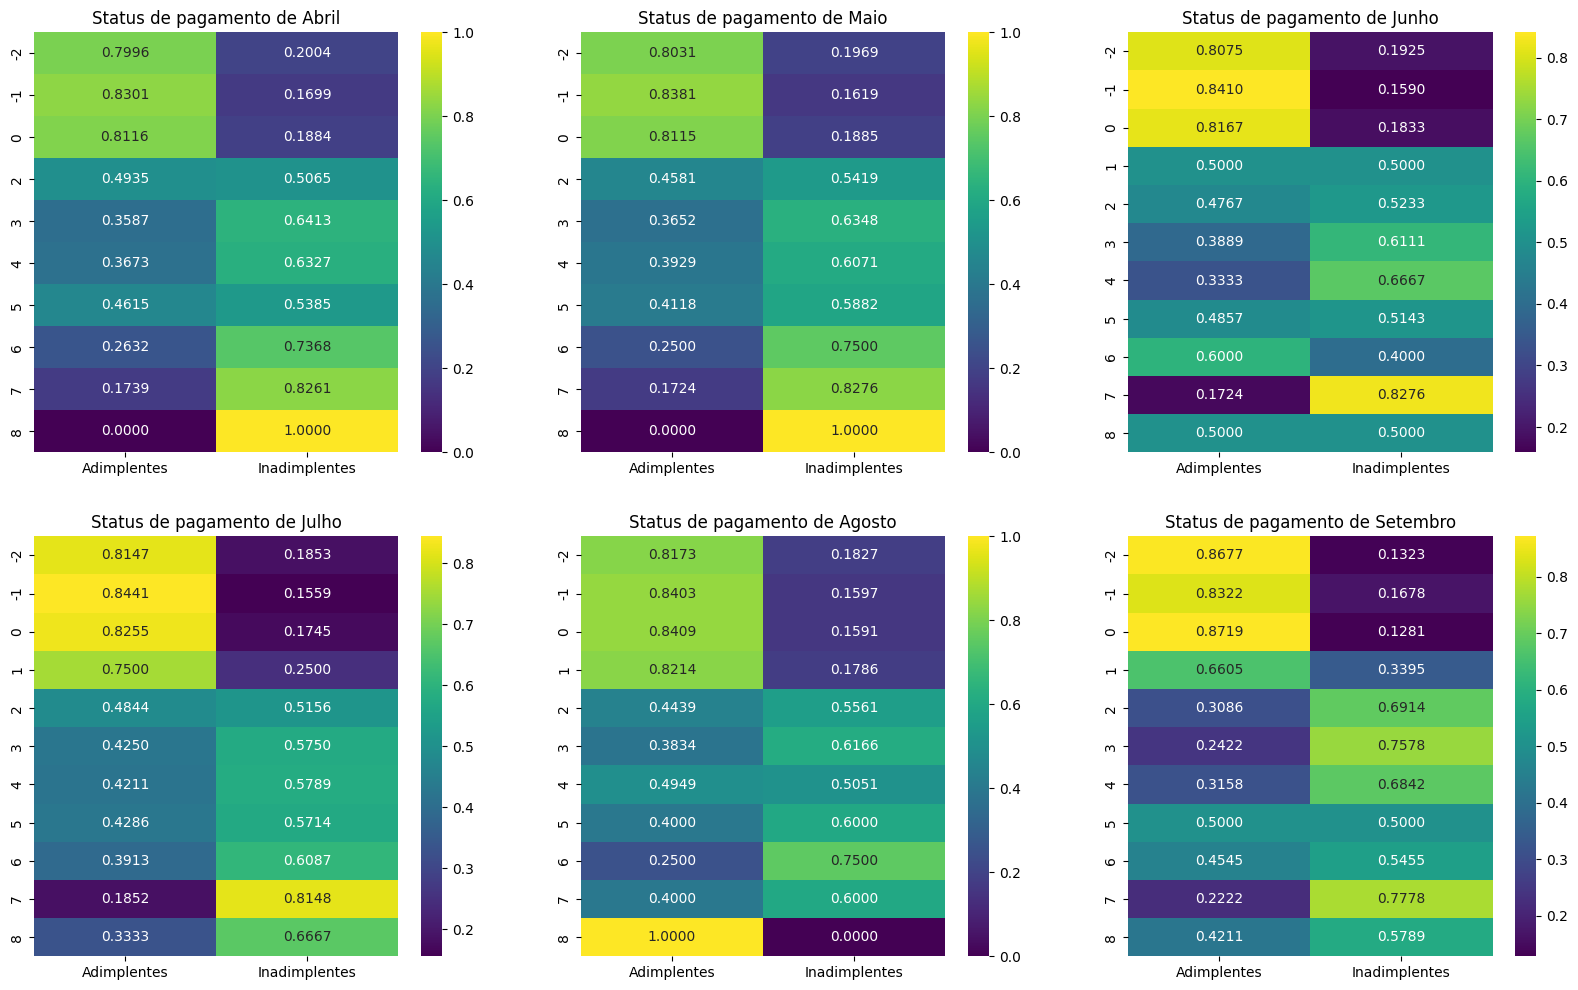 Status de pagamento de Abril
-2 0.7996 0.2004
-1 0.8301 0.1699
0 0.8116 0.1884
2 0.4935 0.5065
3 0.3587 0.6413
4 0.3673 0.6327
5 0.4615 0.5385
6 0.2632 0.7368
7 0.1739 0.8261
8 0.0000 1.0000
Adimplentes Inadimplentes
1.0
0.8
0.6
0.4
0.2
0.0
Status de pagamento de Maio
-2 0.8031 0.1969
-1 0.8381 0.1619
0 0.8115 0.1885
2 0.4581 0.5419
3 0.3652 0.6348
4 0.3929 0.6071
5 0.4118 0.5882
6 0.2500 0.7500
7 0.1724 0.8276
8 0.0000 1.0000
Adimplentes Inadimplentes
1.0
0.8
0.6
0.4
0.2
0.0
Status de pagamento de Junho
-2 0.8075 0.1925
-1 0.8410 0.1590
0 0.8167 0.1833
1 0.5000 0.5000
2 0.4767 0.5233
3 0.3889 0.6111
4 0.3333 0.6667
5 0.4857 0.5143
6 0.6000 0.4000
7 0.1724 0.8276
8 0.5000 0.5000
Adimplentes Inadimplentes
0.8
0.7
0.6
0.5
0.4
0.3
0.2
Status de pagamento de Julho
-2 0.8147 0.1853
-1 0.8441 0.1559
0 0.8255 0.1745
1 0.7500 0.2500
2 0.4844 0.5156
3 0.4250 0.5750
4 0.4211 0.5789
5 0.4286 0.5714
6 0.3913 0.6087
7 0.1852 0.8148
8 0.3333 0.6667
Adimplentes Inadimplentes
0.8
0.7
0.6
0.5
0.4
0.3
0.2
Status de pagamento de Agosto
-2 0.8173 0.1827
-1 0.8403 0.1597
0 0.8409 0.1591
1 0.8214 0.1786
2 0.4439 0.5561
3 0.3834 0.6166
4 0.4949 0.5051
5 0.4000 0.6000
6 0.2500 0.7500
7 0.4000 0.6000
8 1.0000 0.0000
Adimplentes Inadimplentes
1.0
0.8
0.6
0.4
0.2
0.0
Status de pagamento de Setembro
-2 0.8677 0.1323
-1 0.8322 0.1678
0 0.8719 0.1281
1 0.6605 0.3395
2 0.3086 0.6914
3 0.2422 0.7578
4 0.3158 0.6842
5 0.5000 0.5000
6 0.4545 0.5455
7 0.2222 0.7778
8 0.4211 0.5789
Adimplentes Inadimplentes
0.8
0.7
0.6
0.5
0.4
0.3
0.2